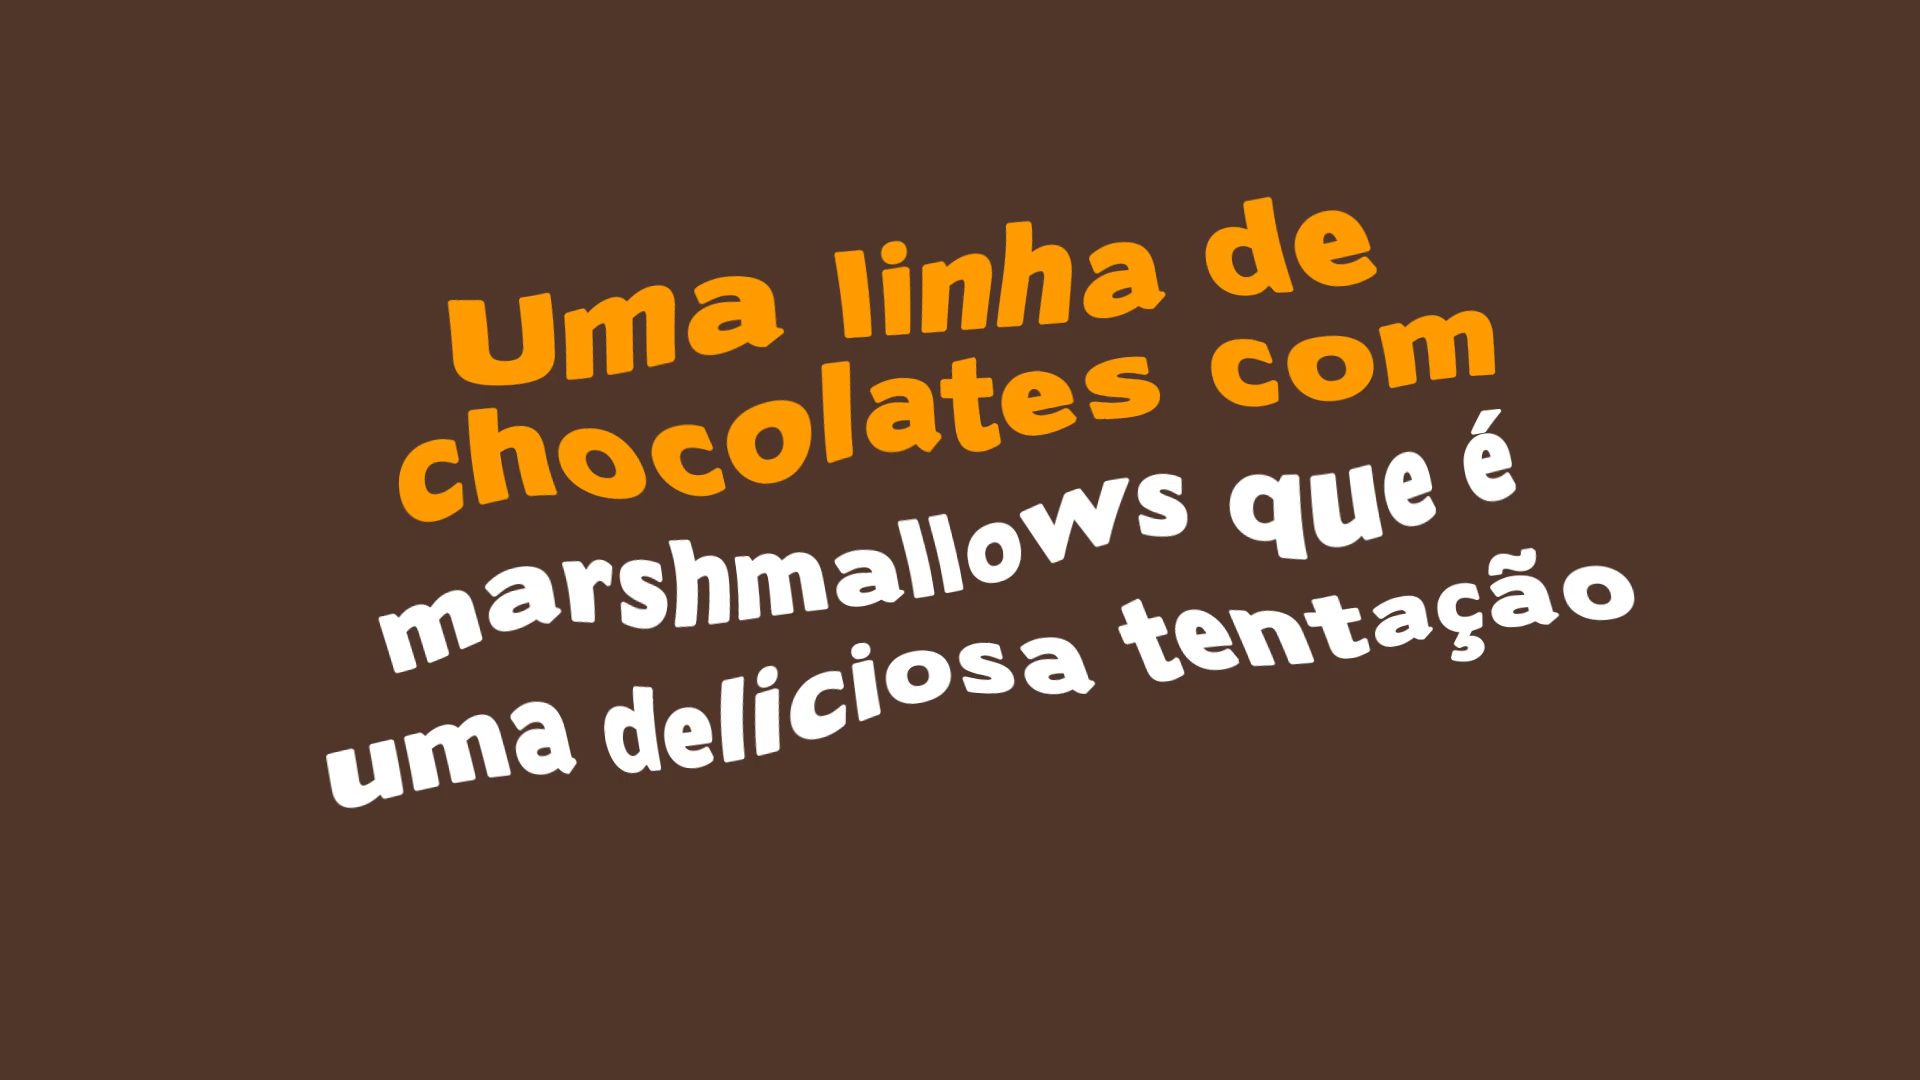 Uma linha de
chocolates com
marshmallows que é
uma deliciosa tentação